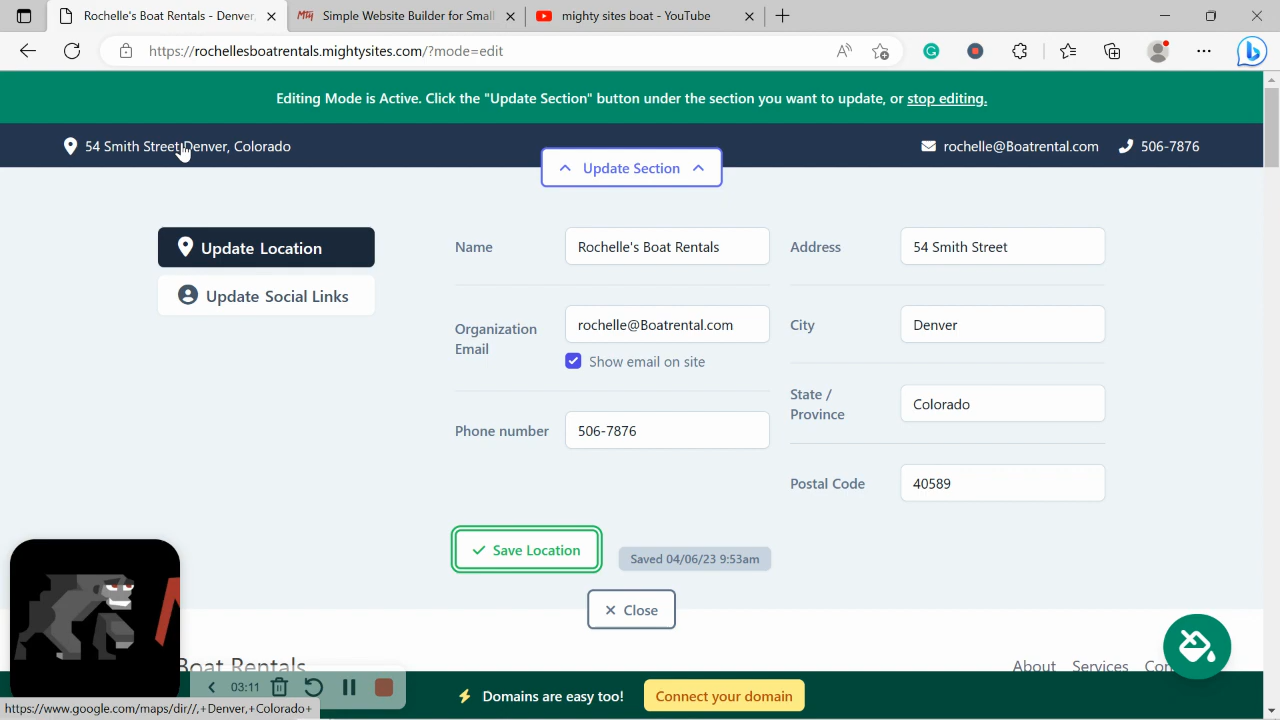 Rochelle's Boat Rentals - Denver,
Simple Website Builder for Small
mighty sites boat - YouTube
https://rochellesboatrentals.mightysites.com/?mode=edit
Editing Mode is Active. Click the "Update Section" button under the section you want to update, or stop editing.
54 Smith Street Denver, Colorado
rochelle@Boatrental.com
506-7876
Update Section
Update Location
Update Social Links
Name
Rochelle's Boat Rentals
Address
54 Smith Street
Organization
Email
rochelle@Boatrental.com
Show email on site
City
Denver
State /
Province
Colorado
Phone number
506-7876
Postal Code
40589
Save Location
Saved 04/06/23 9:53am
Close
Boat Rentals
About
Services
Con
03:11
Domains are easy too!
Connect your domain
https://www.google.com/maps/dir//,+Denver,+Colorado+